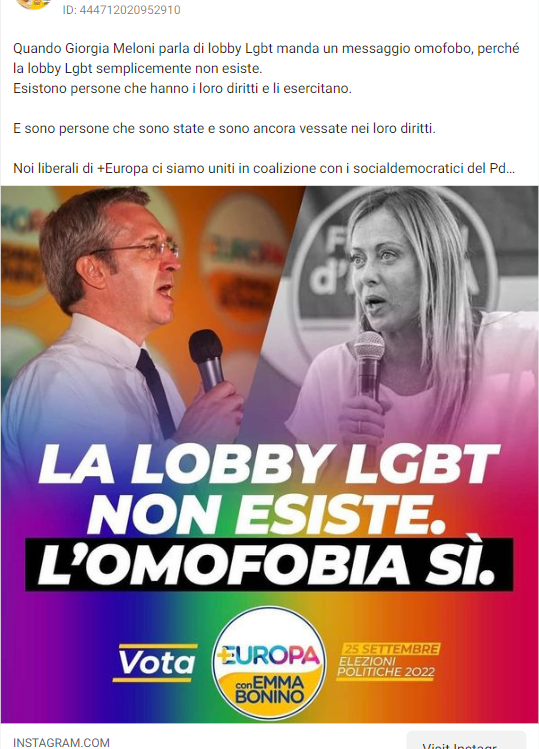 ID: 444712020952910
Quando Giorgia Meloni parla di lobby Lgbt manda un messaggio omofobo, perché
la lobby Lgbt semplicemente non esiste.
Esistono persone che hanno i loro diritti e li esercitano.
E sono persone che sono state e sono ancora vessate nei loro diritti.
Noi liberali di +Europa ci siamo uniti in coalizione con i socialdemocratici del Pd...
LA LOBBY LGBT
NON ESISTE.
L'OMOFOBIA SÌ.
Vota
+EUROPA
con EMMA
BONINO
25 SETTEMBRE
ELEZIONI
POLITICHE 2022
INSTAGRAM.COM
Visit Instagr...